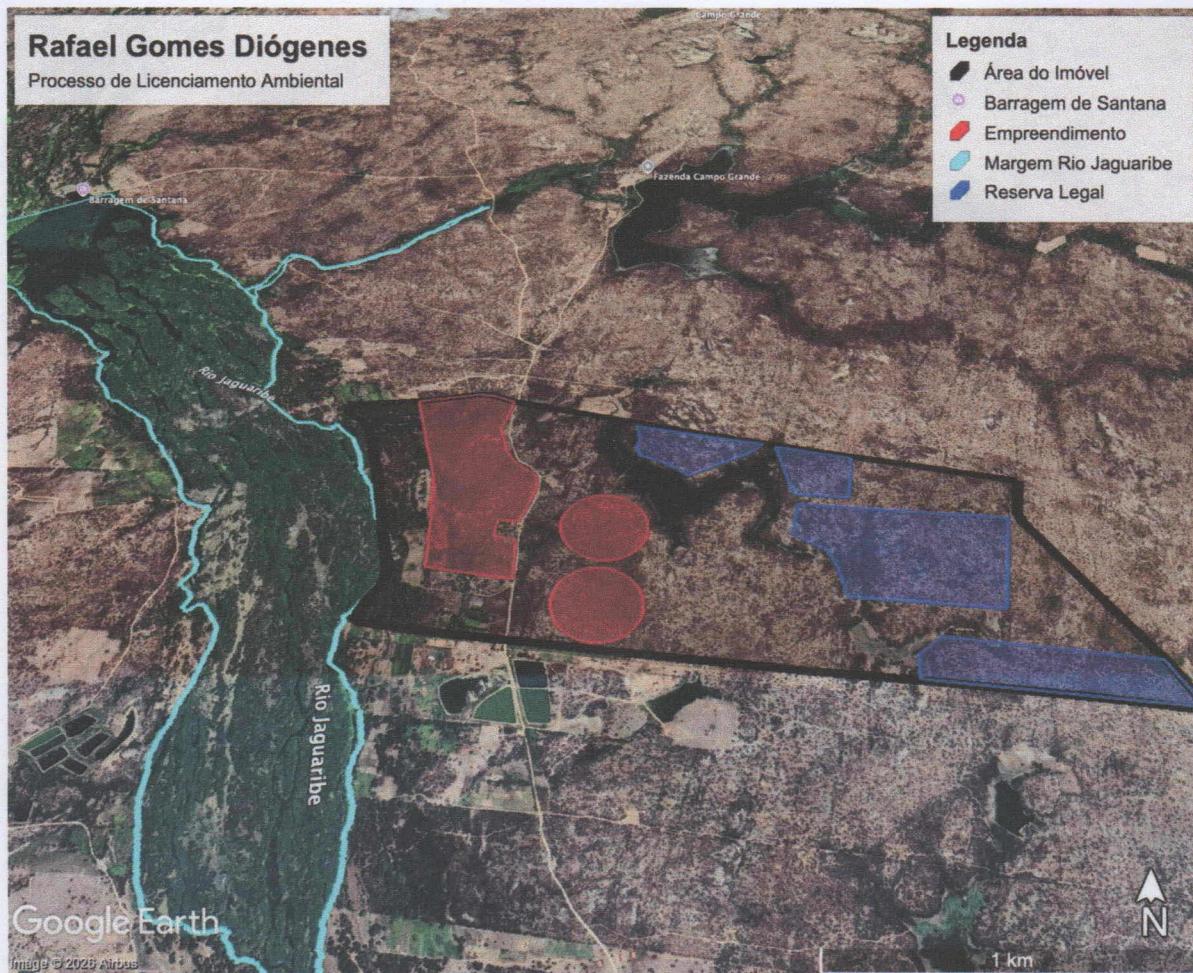 Rafael Gomes Diógenes
Processo de Licenciamento Ambiental
Campo Grande
Legenda
Área do Imóvel
Barragem de Santana
Empreendimento
Margem Rio Jaguaribe
Reserva Legal
Fazenda Campo Grande
Barragem de Santana
Rio Jaguaribe
Rio Jaguaribe
Google Earth
Image © 2026 Airbus
N
1 km